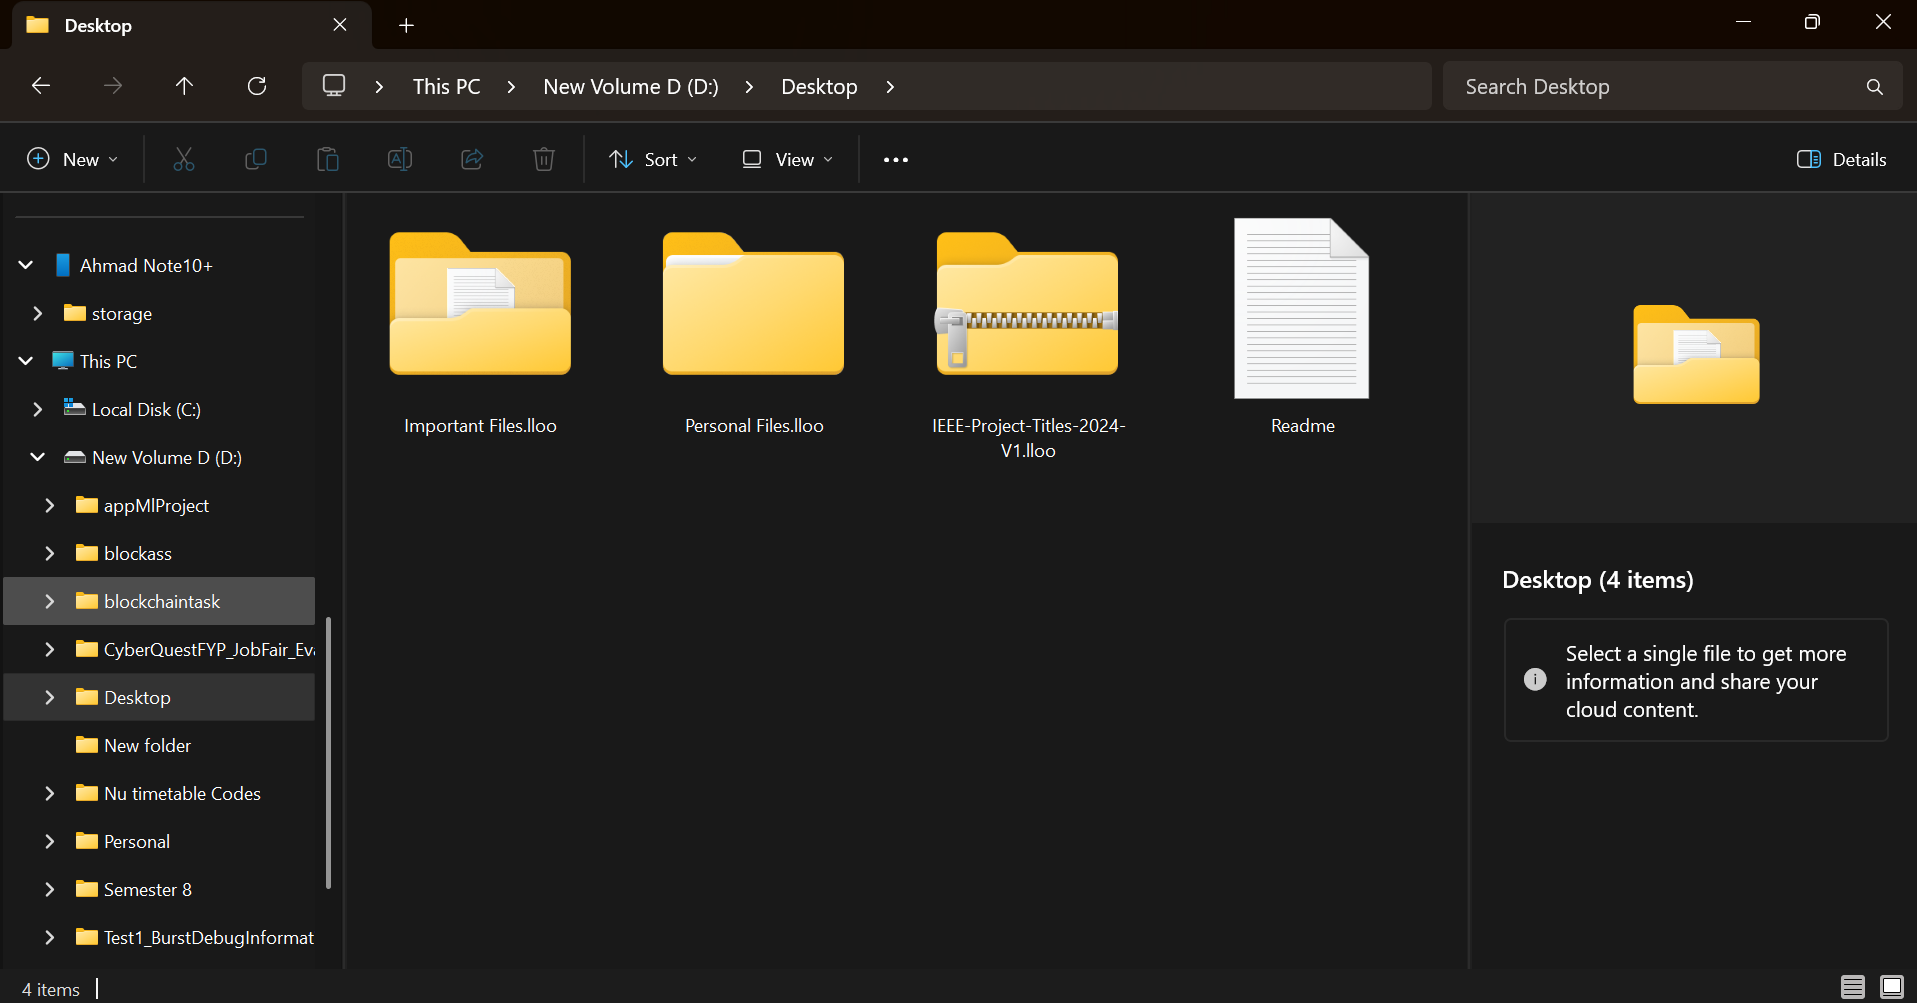 Desktop
This PC
New Volume D (D:)
Desktop
Search Desktop
New
Sort
View
Details
Ahmad Note10+
storage
This PC
Local Disk (C:)
New Volume D (D:)
appMlProject
blockass
blockchaintask
CyberQuestFYP_JobFair_Ev
Desktop
New folder
Nu timetable Codes
Personal
Semester 8
Test1_BurstDebugInformat
Important Files.lloo
Personal Files.lloo
IEEE-Project-Titles-2024-
V1.lloo
Readme
Desktop (4 items)
Select a single file to get more
information and share your
cloud content.
4 items